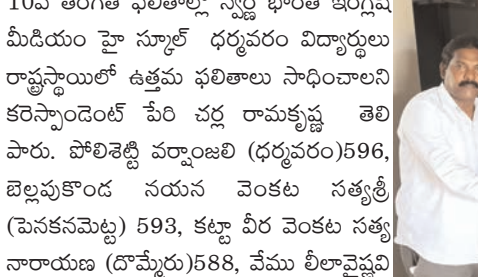 10వ తరగతి ఫలితాల్లో స్వర్ణ భారతి ఇంగ్లీష్
మీడియం హై స్కూల్ ధర్మవరం విద్యార్థులు
రాష్ట్రస్థాయిలో ఉత్తమ ఫలితాలు సాధించాలని
కరెస్పాండెంట్ పేరి చర్ల రామకృష్ణ తెలి
పారు. పోలిశెట్టి వర్షాంజలి (ధర్మవరం)596,
బెల్లపుకొండ నయన వెంకట సత్యశ్రీ
(పెనకనమెట్ట) 593, కట్టా వీర వెంకట సత్య
నారాయణ (దొమ్మేరు)588, వేము లీలావైష్ణవి